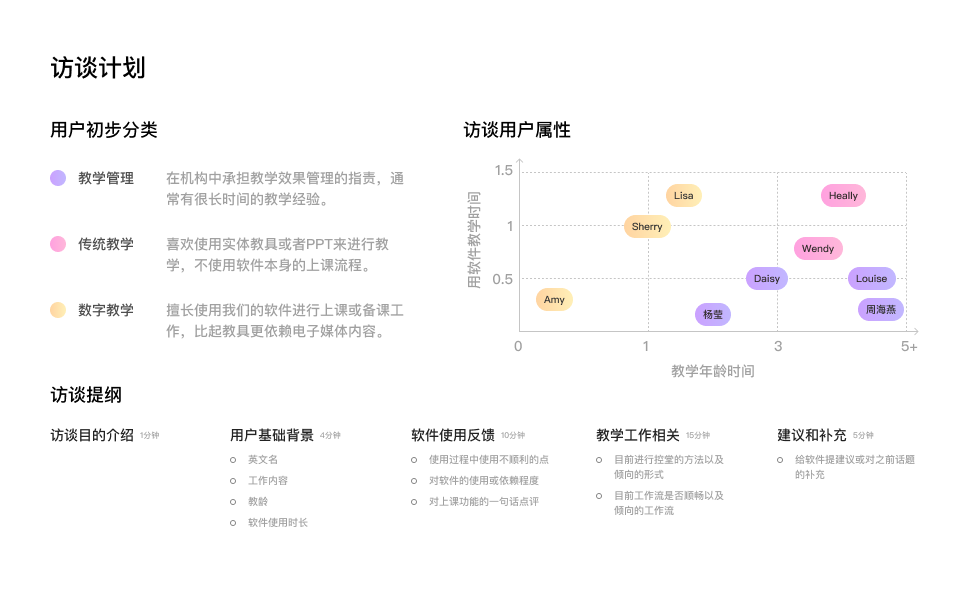 访谈计划
用户初步分类
教学管理
在机构中承担教学效果管理的指责，通
常有很长时间的教学经验。
传统教学
喜欢使用实体教具或者PPT来进行教
学，不使用软件本身的上课流程。
数字教学
擅长使用我们的软件进行上课或备课工
作，比起教具更依赖电子媒体内容。
访谈用户属性
用软件教学时间
1.5
1
0.5
Lisa
Heally
Sherry
Wendy
Daisy
Louise
Amy
杨莹
周海燕
0
1
3
5+
教学年龄时间
访谈提纲
访谈目的介绍 1分钟
用户基础背景 4分钟
英文名
工作内容
教龄
软件使用时长
软件使用反馈 10分钟
使用过程中使用不顺利的点
对软件的使用或依赖程度
对上课功能的一句话点评
教学工作相关 15分钟
目前进行控堂的方法以及
倾向的形式
目前工作流是否顺畅以及
倾向的工作流
建议和补充 5分钟
给软件提建议或对之前话题
的补充